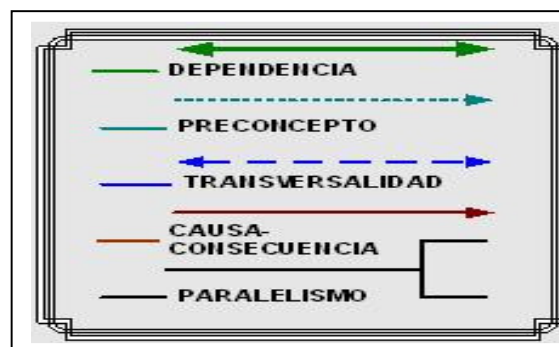 DEPENDENCIA
PRECONCEPTO
TRANSVERSALIDAD
CAUSA-
CONSECUENCIA
PARALELISMO